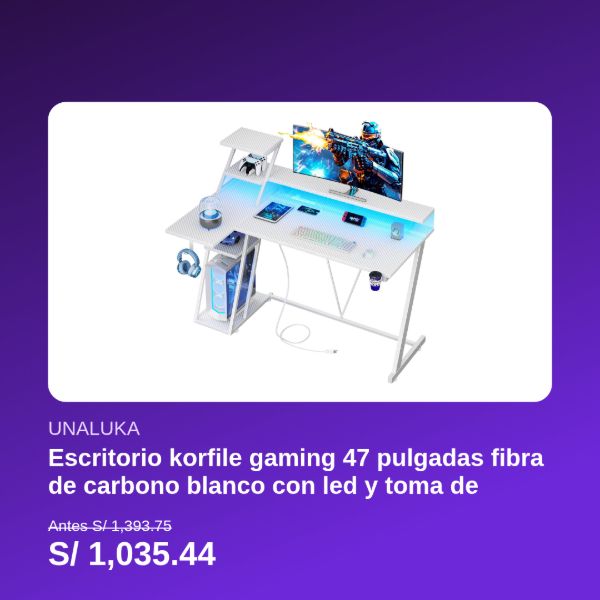 UNALUKA
Escritorio korfile gaming 47 pulgadas fibra
de carbono blanco con led y toma de
Antes S/ 1,393.75
S/ 1,035.44